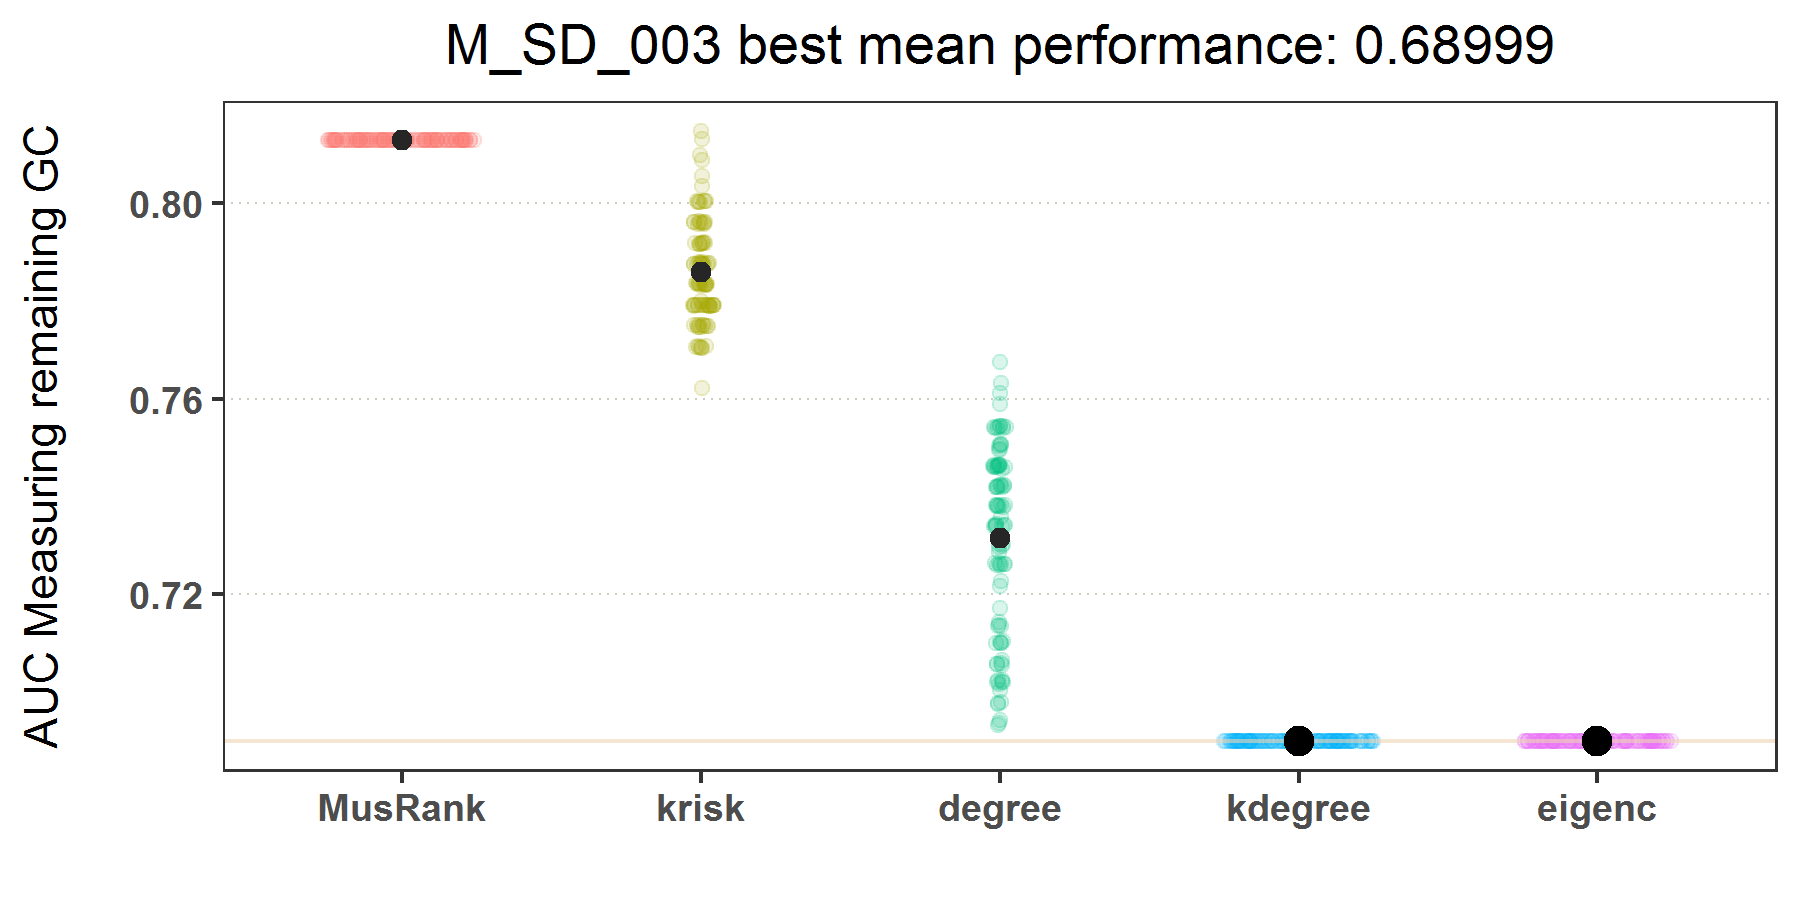 M_SD_003 best mean performance: 0.68999
AUC Measuring remaining GC
0.80
0.76
0.72
MusRank krisk degree kdegree eigenc